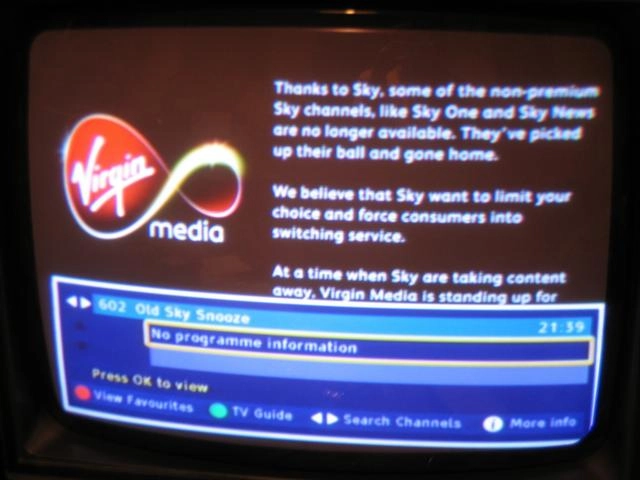 Thanks to Sky, some of the non-premium
Sky channels, like Sky One and Sky News
are no longer available. They've picked
up their ball and gone home.
We believe that Sky want to limit your
choice and force consumers into
switching service.
At a time when Sky are taking content
away, Virgin Media is standing up for
Virgin
media
602 Old Sky Snooze
21:39
No programme information
Press OK to view
View Favourites TV Guide Search Channels i More info